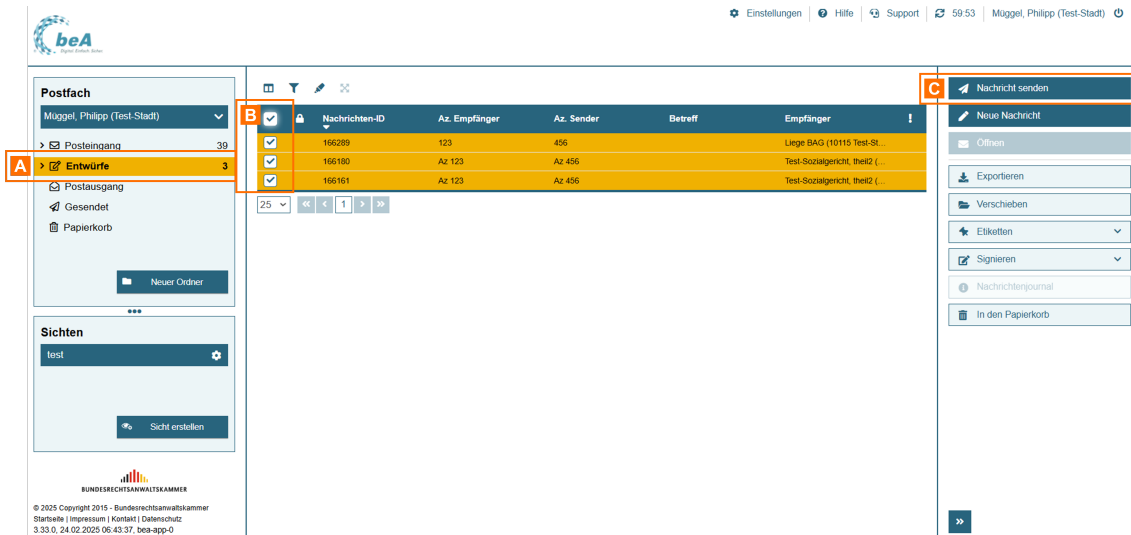 Einstellungen Hilfe Support 59:53 Müggel, Philipp (Test-Stadt)
beA
Digital. Einfach. Sicher.
Postfach
Müggel, Philipp (Test-Stadt)
Posteingang 39
A
Entwürfe 3
Postausgang
Gesendet
Papierkorb
Neuer Ordner
Sichten
test
Sicht erstellen
BUNDESRECHTSANWALTSKAMMER
© 2025 Copyright 2015 - Bundesrechtsanwaltskammer
Startseite | Impressum | Kontakt | Datenschutz
3.33.0, 24.02.2025 06:43:37, bea-app-0
B
Nachrichten-ID Az. Empfänger Az. Sender Betreff Empfänger !
166289 123 456 Liege BAG (10115 Test-St...
166180 Az 123 Az 456 Test-Sozialgericht, theil2 (...
166161 Az 123 Az 456 Test-Sozialgericht, theil2 (...
25 « < 1 > »
C
Nachricht senden
Neue Nachricht
Öffnen
Exportieren
Verschieben
Etiketten
Signieren
Nachrichtenjournal
In den Papierkorb
»